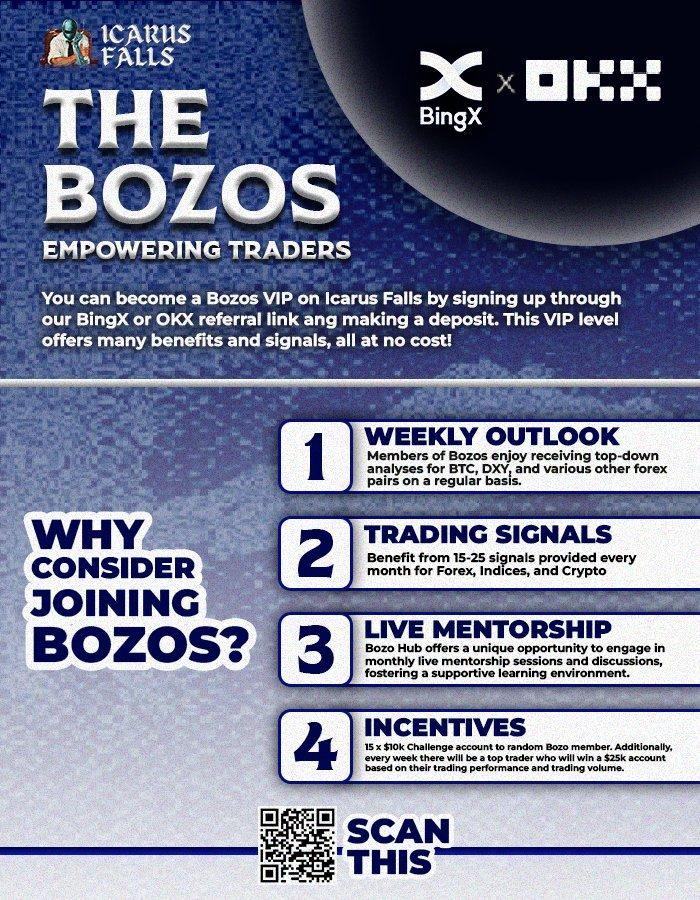 ICARUS
FALLS
BingX x OKX
THE
BOZOS
EMPOWERING TRADERS
You can become a Bozos VIP on Icarus Falls by signing up through
our BingX or OKX referral link ang making a deposit. This VIP level
offers many benefits and signals, all at no cost!
WHY
CONSIDER
JOINING
BOZOS?
1
WEEKLY OUTLOOK
Members of Bozos enjoy receiving top-down
analyses for BTC, DXY, and various other forex
pairs on a regular basis.
2
TRADING SIGNALS
Benefit from 15-25 signals provided every
month for Forex, Indices, and Crypto
3
LIVE MENTORSHIP
Bozo Hub offers a unique opportunity to engage in
monthly live mentorship sessions and discussions,
fostering a supportive learning environment.
4
INCENTIVES
15 x $10k Challenge account to random Bozo member. Additionally,
every week there will be a top trader who will win a $25k account
based on their trading performance and trading volume.
SCAN
THIS